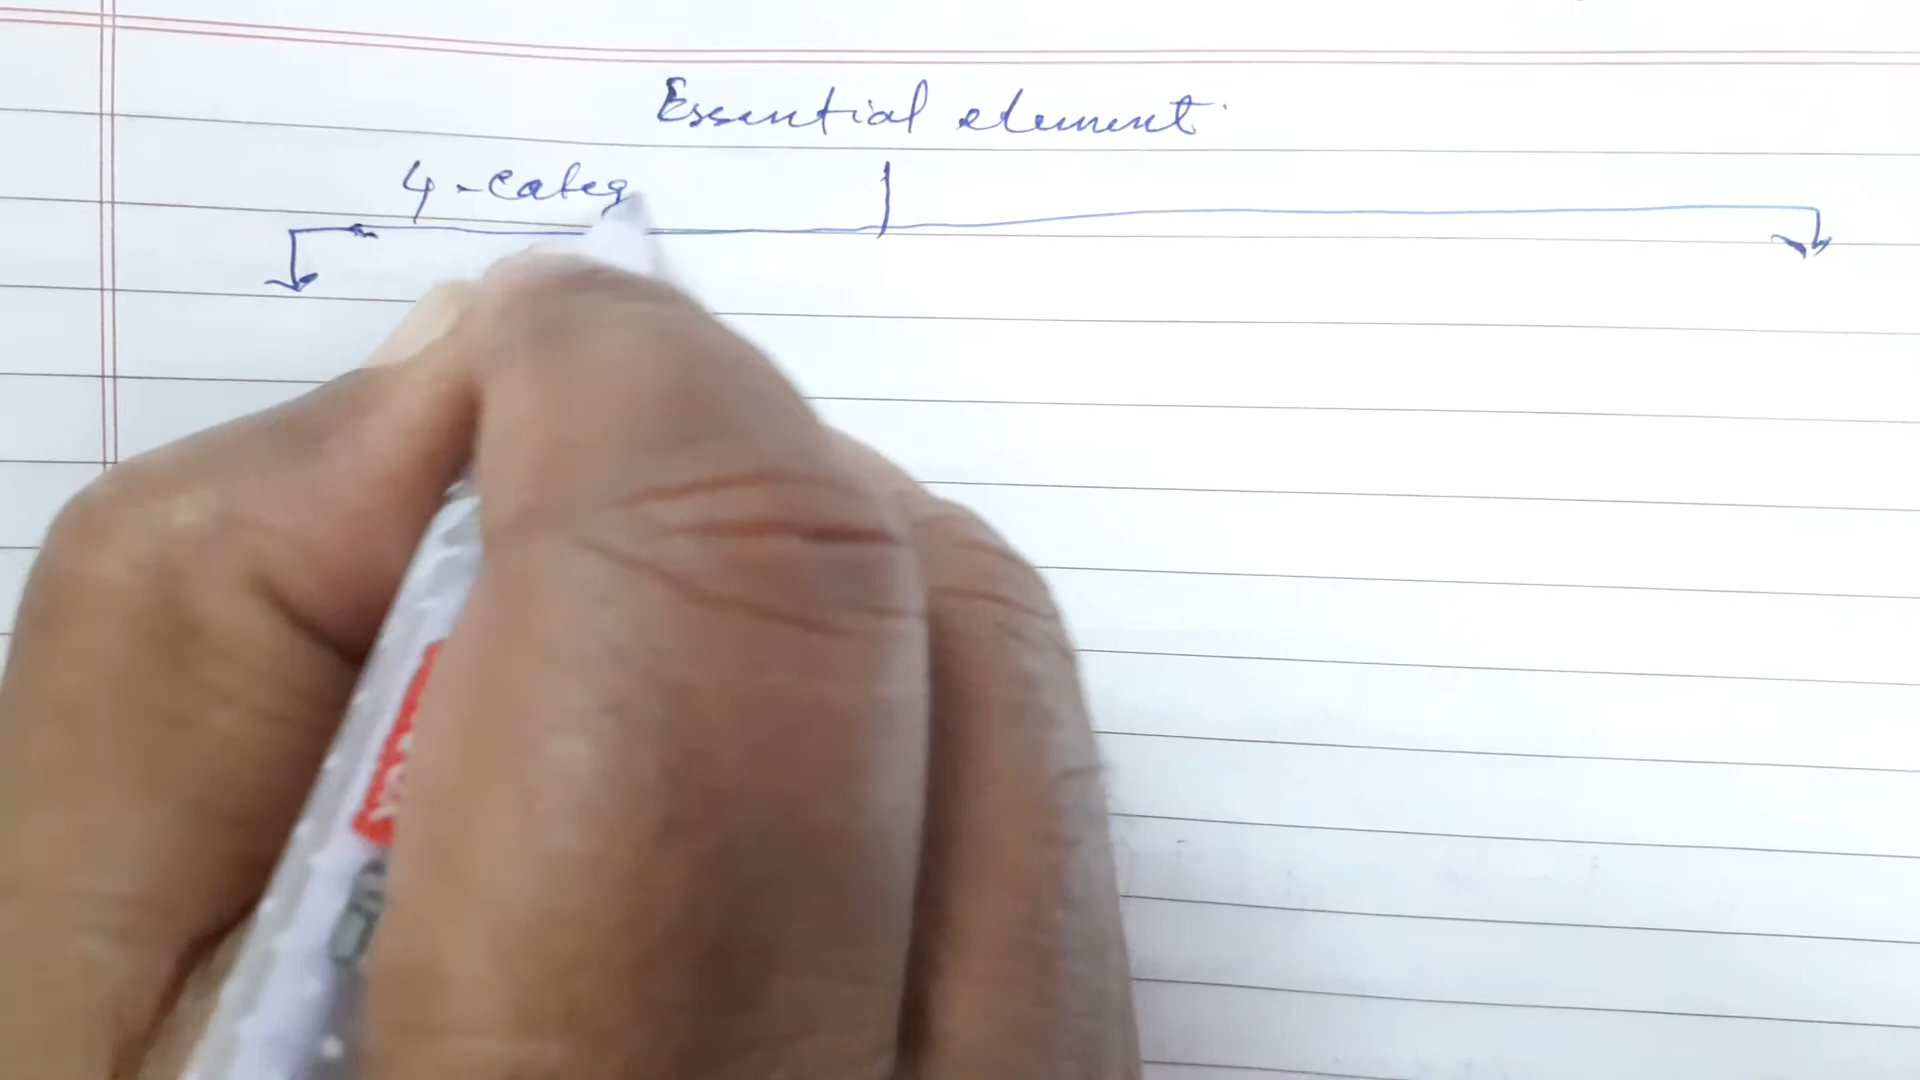 Essential element
4 - categ